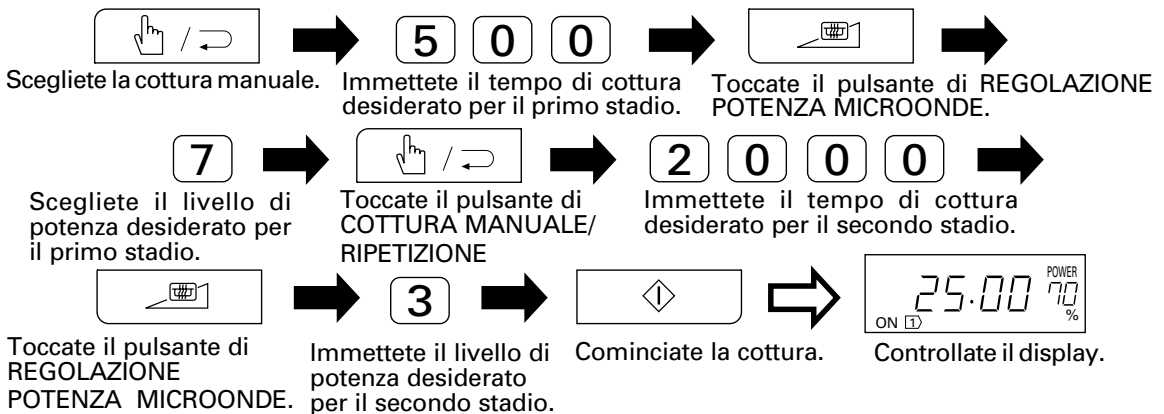 /
5 0 0
Scegliete la cottura manuale.
Immettete il tempo di cottura
desiderato per il primo stadio.
Toccate il pulsante di REGOLAZIONE
POTENZA MICROONDE.
7
/
2 0 0 0
Scegliete il livello di
potenza desiderato per
il primo stadio.
Toccate il pulsante di
COTTURA MANUALE/
RIPETIZIONE
Immettete il tempo di cottura
desiderato per il secondo stadio.
3
25.00 POWER 70 %
ON 1
Toccate il pulsante di
REGOLAZIONE
POTENZA MICROONDE.
Immettete il livello di
potenza desiderato
per il secondo stadio.
Cominciate la cottura.
Controllate il display.